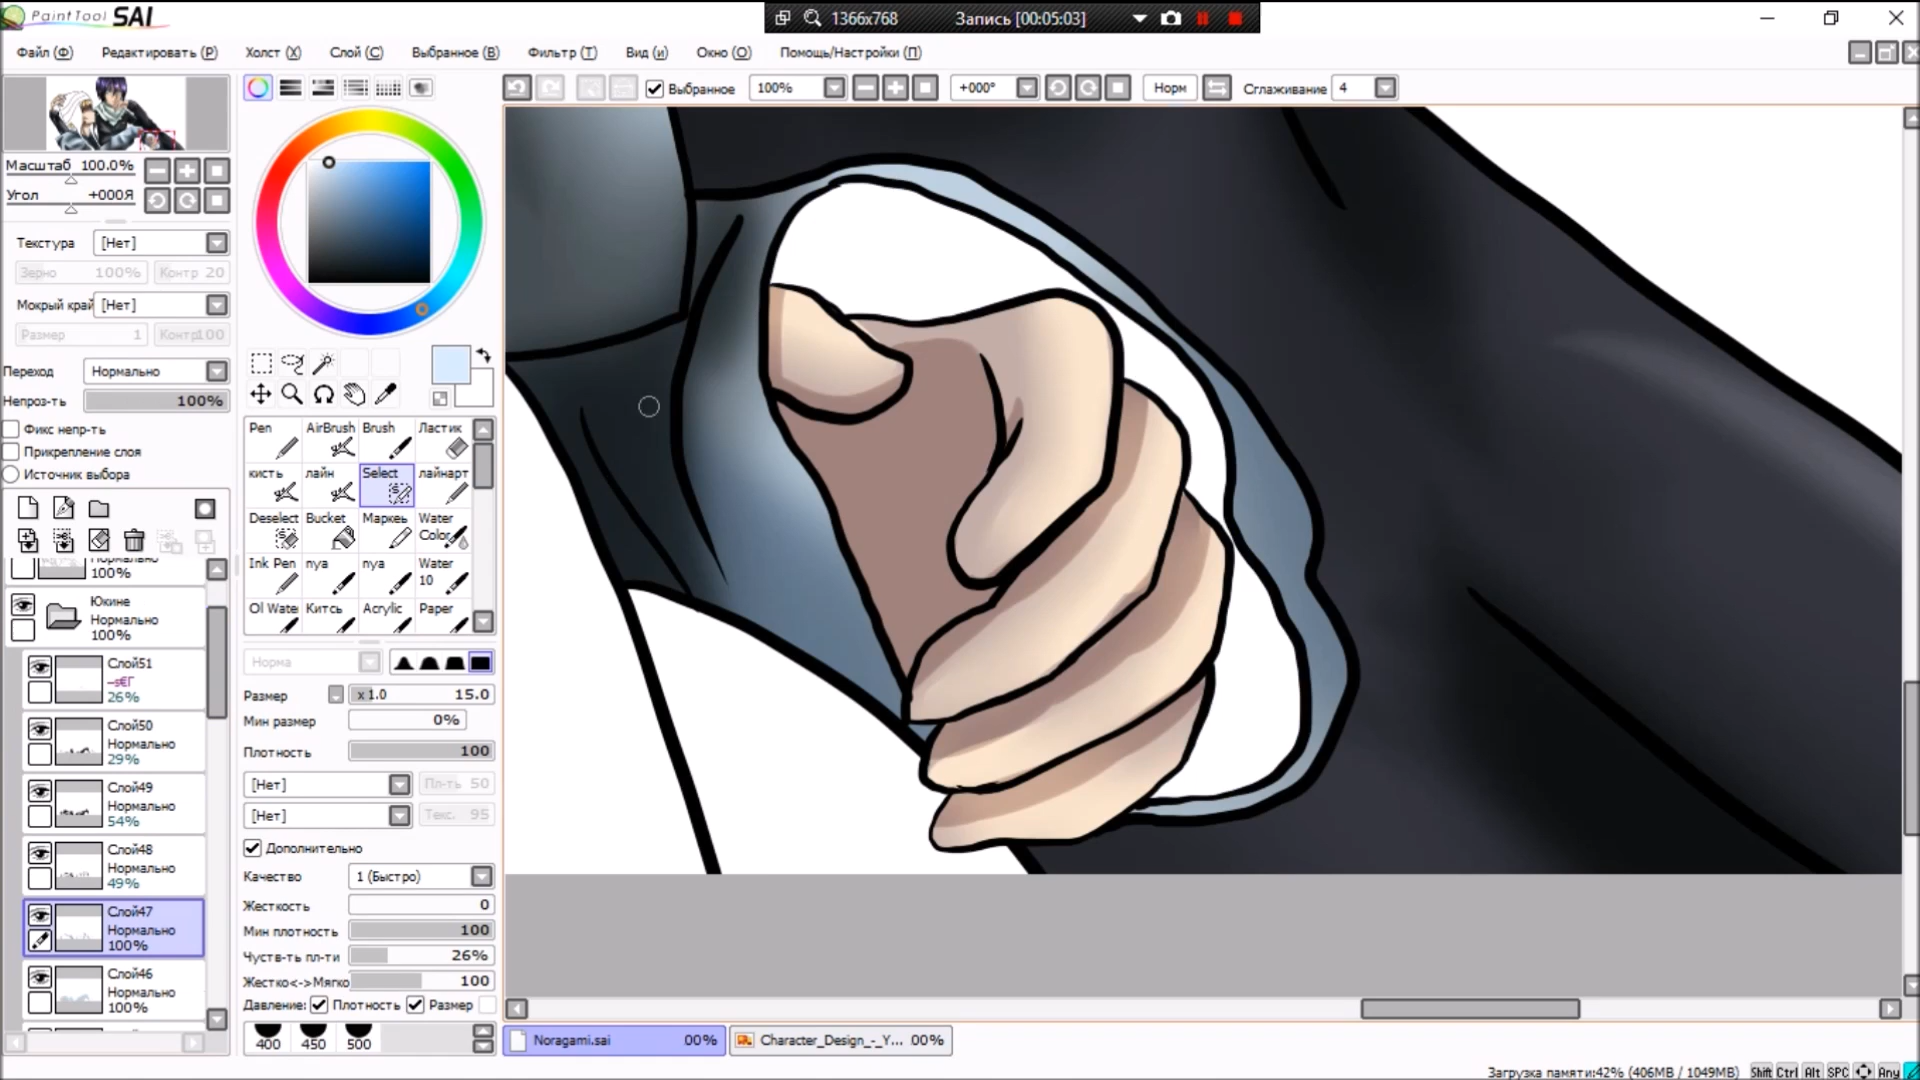 PaintTool SAI
1366x768 Запись [00:05:03]
Файл (Ф) Редактировать (Р) Холст (Х) Слой (С) Выбранное (В) Фильтр (Т) Вид (и) Окно (О) Помощь/Настройки (П)
Выбранное 100% +000° Норм Сглаживание 4
Масштаб 100.0%
Угол +000Я
Текстура [Нет]
Зерно 100% Контр 20
Мокрый край [Нет]
Размер 1 Контр100
Переход Нормально
Непроз-ть 100%
Фикс непр-ть
Прикрепление слоя
Источник выбора
Нормально
100%
Юкине
Нормально
100%
Слой51
26%
Слой50
Нормально
29%
Слой49
Нормально
54%
Слой48
Нормально
49%
Слой47
Нормально
100%
Слой46
Нормально
100%
Pen AirBrush Brush Ластик
кисть лайн Select лайнарт
Deselect Bucket Маркеь Water Color
Ink Pen nya nya Water 10
Ol Wate Китсь Acrylic Paper
Норма
Размер x 1.0 15.0
Мин размер 0%
Плотность 100
[Нет] Пл-ть 50
[Нет] Текс. 95
Дополнительно
Качество 1 (Быстро)
Жесткость 0
Мин плотность 100
Чуств-ть пл-ти 26%
Жестко<->Мягко 100
Давление: Плотность Размер
400 450 500
Noragami.sai 00% Character_Design_-_Y... 00%
Загрузка памяти:42% (406MB / 1049MB) Shift Ctrl Alt SPC Any